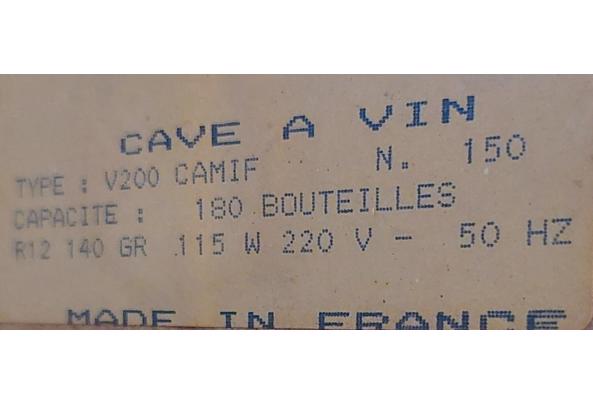 CAVE A VIN
TYPE : V200 CAMIF N. 150
CAPACITE : 180 BOUTEILLES
R12 140 GR .115 W 220 V - 50 HZ
MADE IN FRANCE